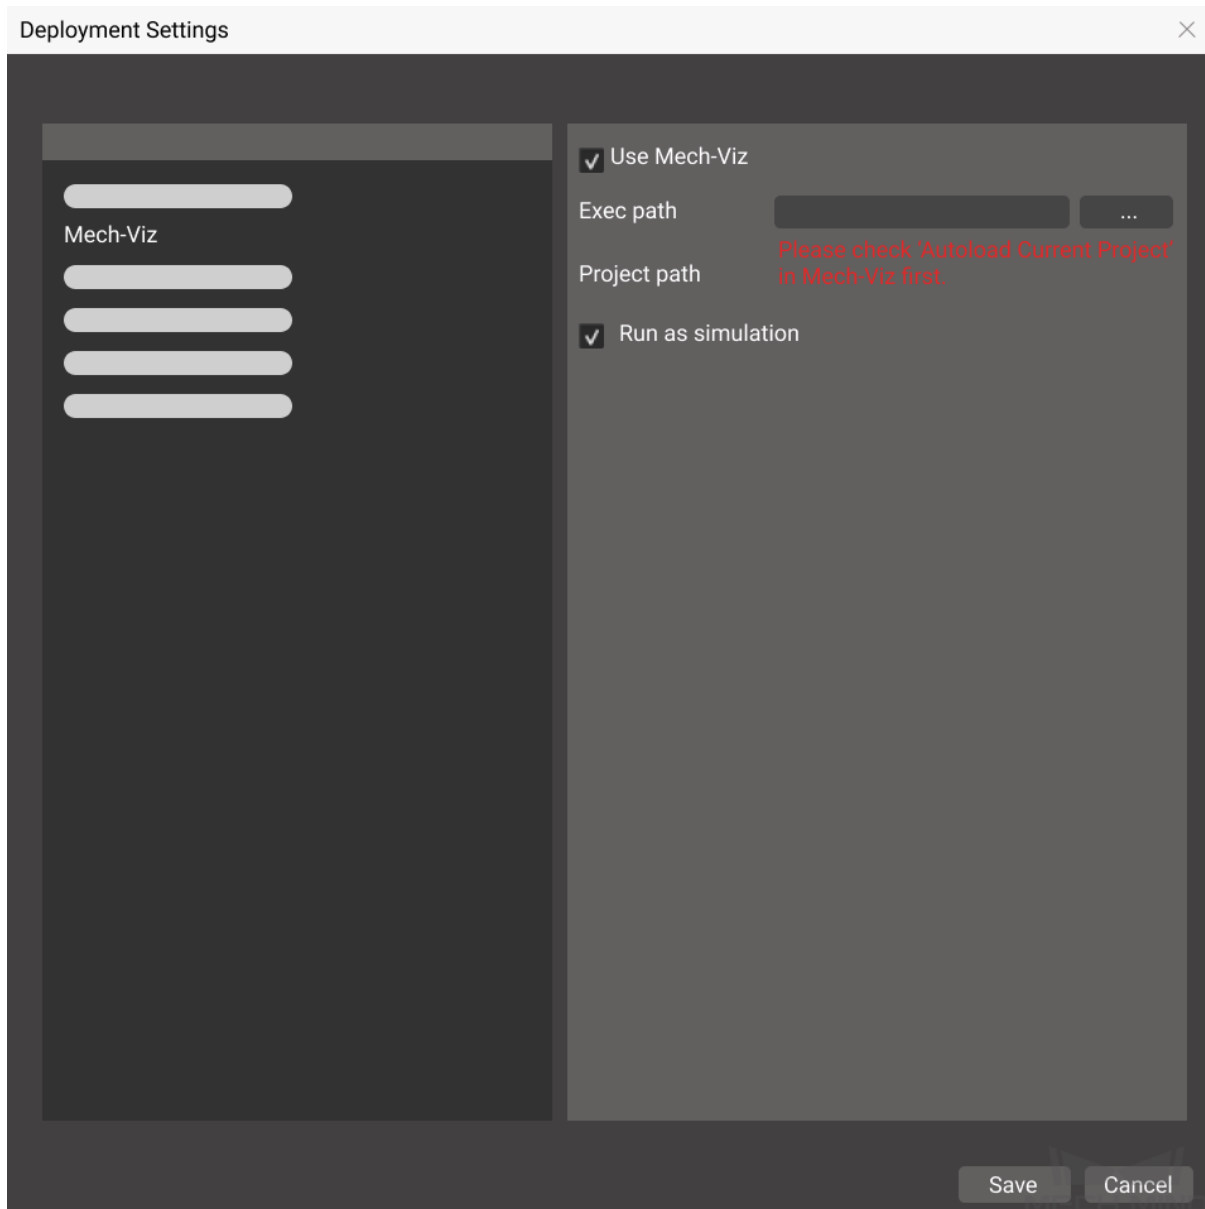 Deployment Settings
Mech-Viz
Use Mech-Viz
Exec path
...
Please check 'Autoload Current Project'
in Mech-Viz first.
Project path
Run as simulation
Save
Cancel